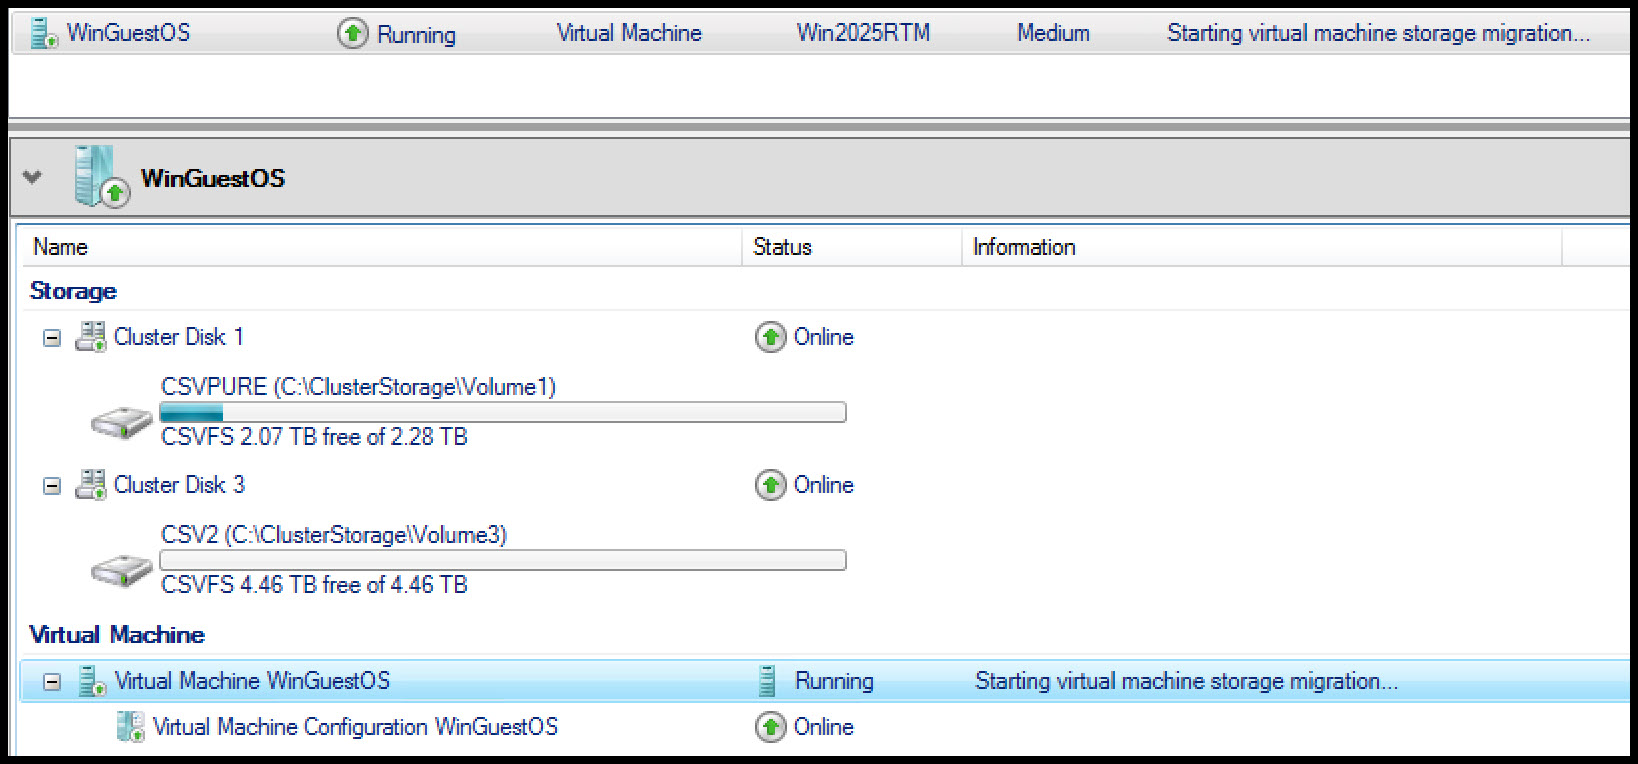 WinGuestOS Running Virtual Machine Win2025RTM Medium Starting virtual machine storage migration...
WinGuestOS
Name Status Information
Storage
Cluster Disk 1 Online
CSVPURE (C:\ClusterStorage\Volume1)
CSVFS 2.07 TB free of 2.28 TB
Cluster Disk 3 Online
CSV2 (C:\ClusterStorage\Volume3)
CSVFS 4.46 TB free of 4.46 TB
Virtual Machine
Virtual Machine WinGuestOS Running Starting virtual machine storage migration...
Virtual Machine Configuration WinGuestOS Online